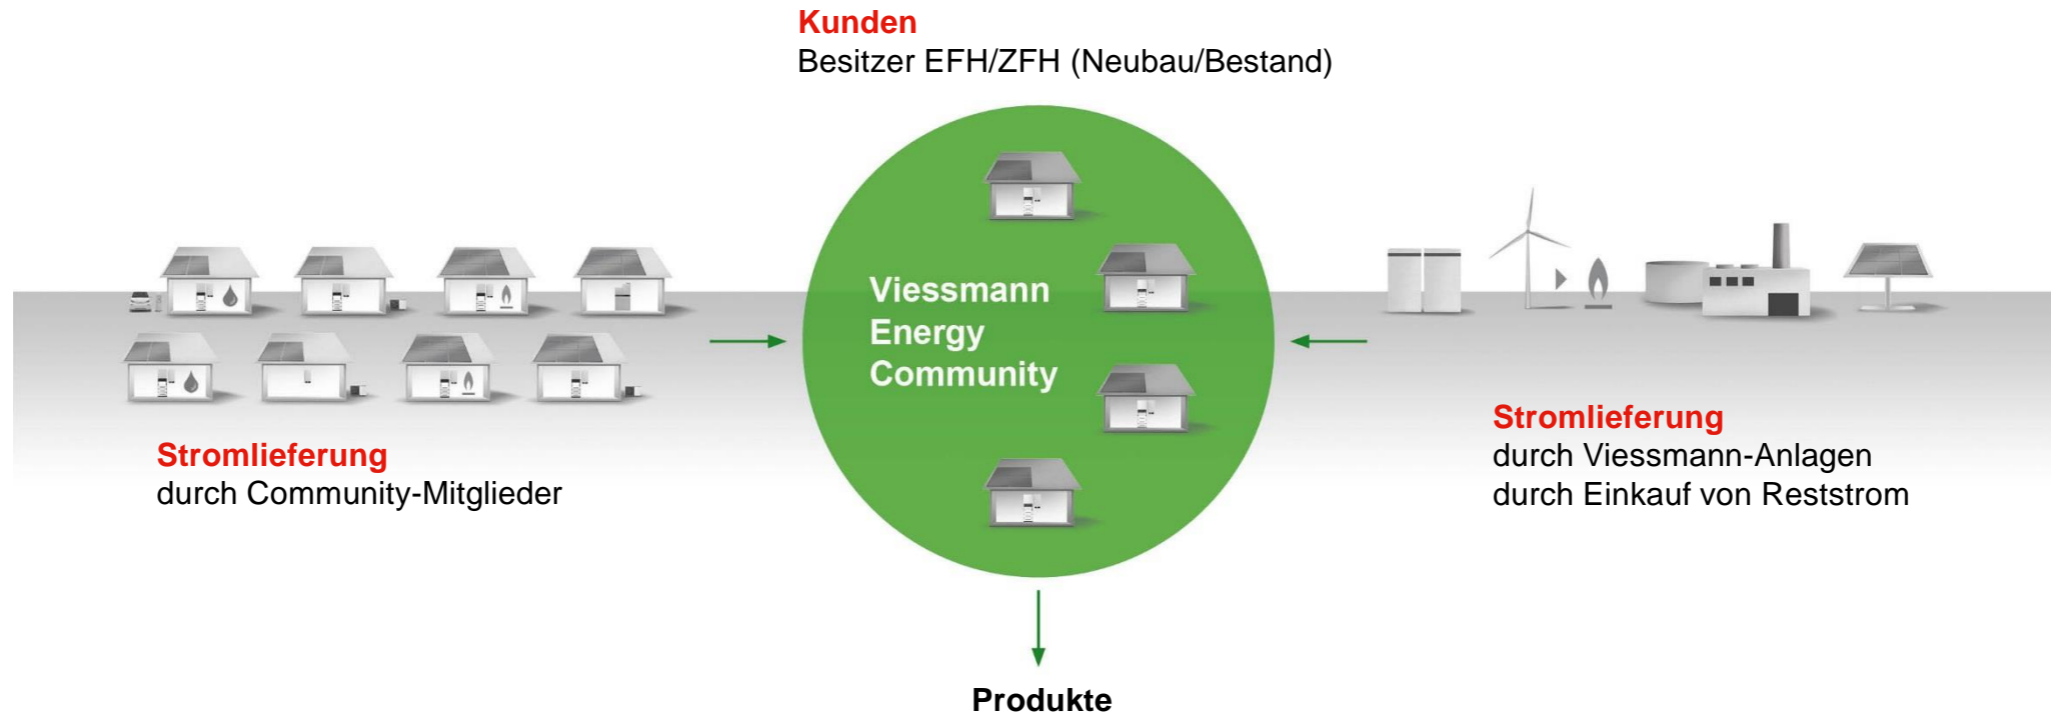 Kunden
Besitzer EFH/ZFH (Neubau/Bestand)
Viessmann
Energy
Community
Stromlieferung
durch Community-Mitglieder
Stromlieferung
durch Viessmann-Anlagen
durch Einkauf von Reststrom
Produkte